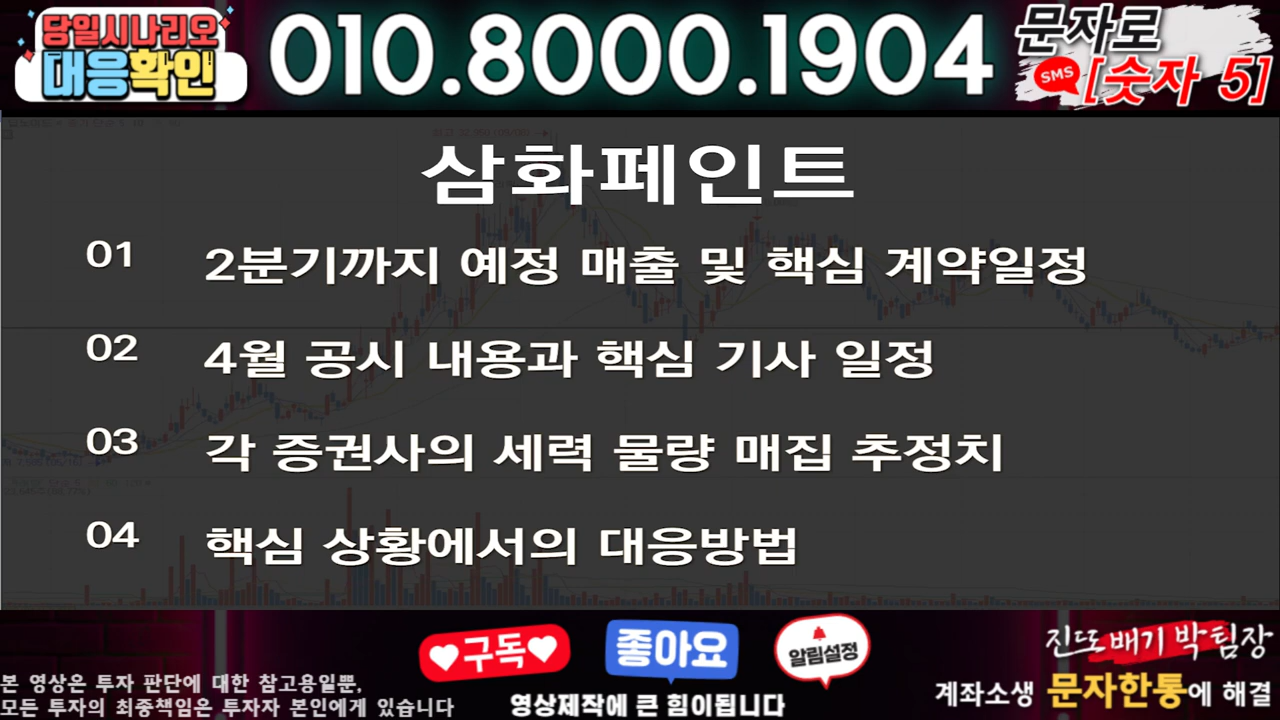 당일시나리오
대응확인
010.8000.1904
문자로
SMS
[숫자 5]
삼화페인트
01 2분기까지 예정 매출 및 핵심 계약일정
02 4월 공시 내용과 핵심 기사 일정
03 각 증권사의 세력 물량 매집 추정치
04 핵심 상황에서의 대응방법
구독
좋아요
알림설정
영상제작에 큰 힘이됩니다
본 영상은 투자 판단에 대한 참고용일뿐,
모든 투자의 최종책임은 투자자 본인에게 있습니다
진또배기 박팀장
계좌소생 문자한통에 해결